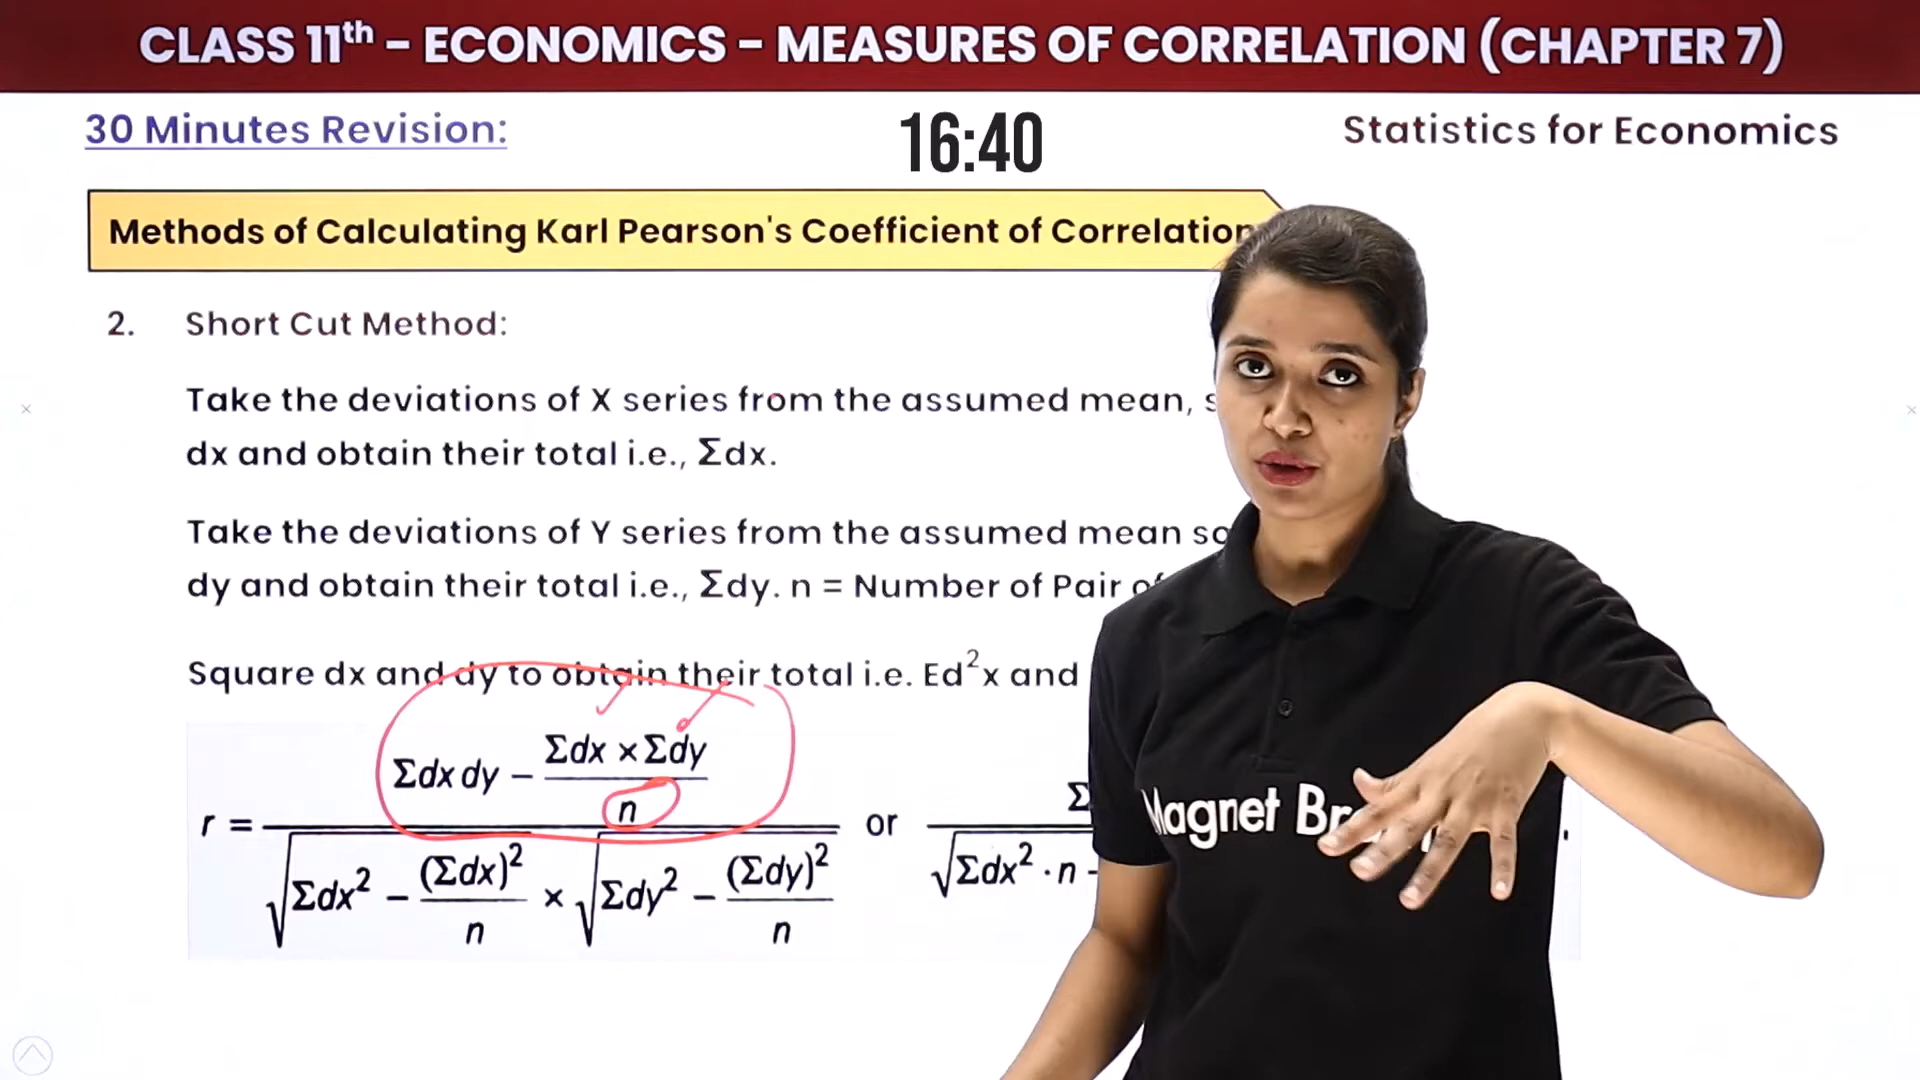 CLASS 11th – ECONOMICS – MEASURES OF CORRELATION (CHAPTER 7)
30 Minutes Revision:
16:40
Statistics for Economics
Methods of Calculating Karl Pearson's Coefficient of Correlation
2. Short Cut Method:
Take the deviations of X series from the assumed mean,
dx and obtain their total i.e., Σdx.
Take the deviations of Y series from the assumed mean
dy and obtain their total i.e., Σdy. n = Number of Pair
Square dx and dy to obtain their total i.e. Ed²x and
r = (Σdx dy – (Σdx × Σdy)/n) / (√(Σdx² – (Σdx)²/n) × √(Σdy² – (Σdy)²/n)) or Σ / √Σdx² · n -
Magnet